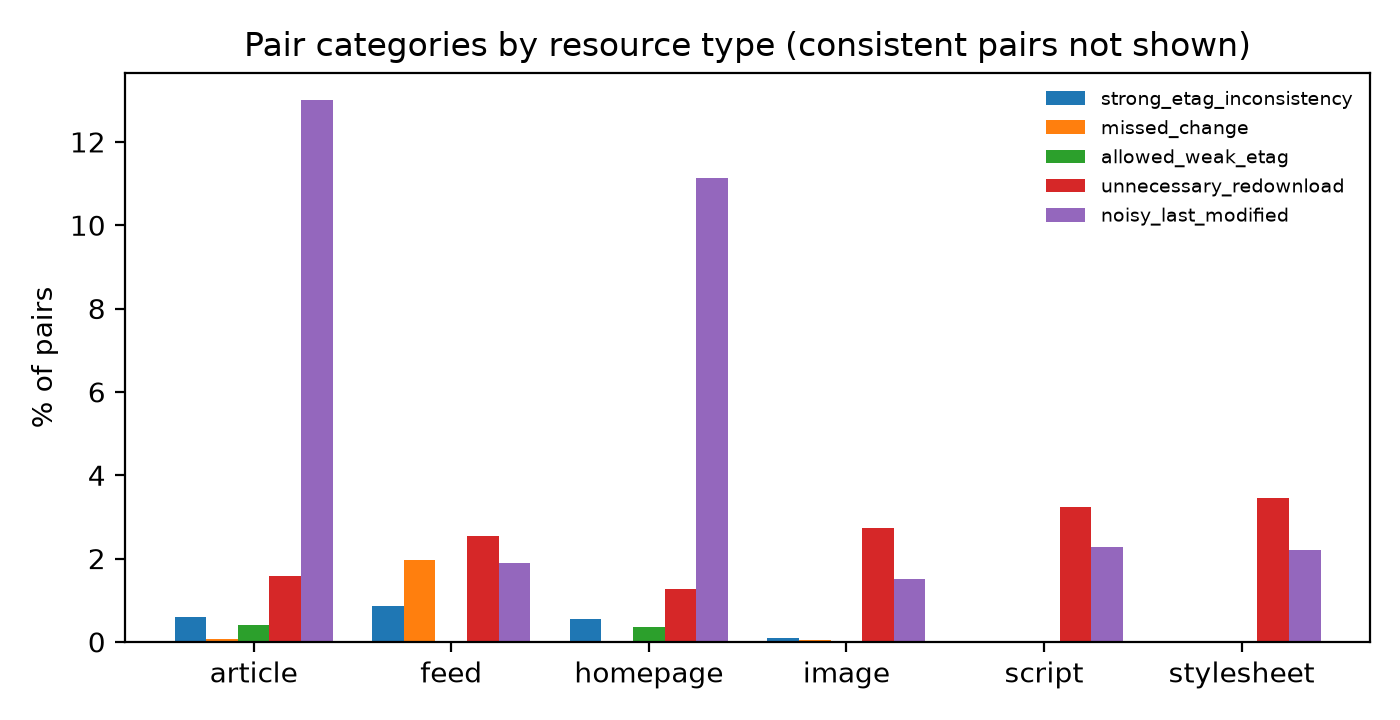 Pair categories by resource type (consistent pairs not shown)
strong_etag_inconsistency
missed_change
allowed_weak_etag
unnecessary_redownload
noisy_last_modified
% of pairs
12
10
8
6
4
2
0
article feed homepage image script stylesheet